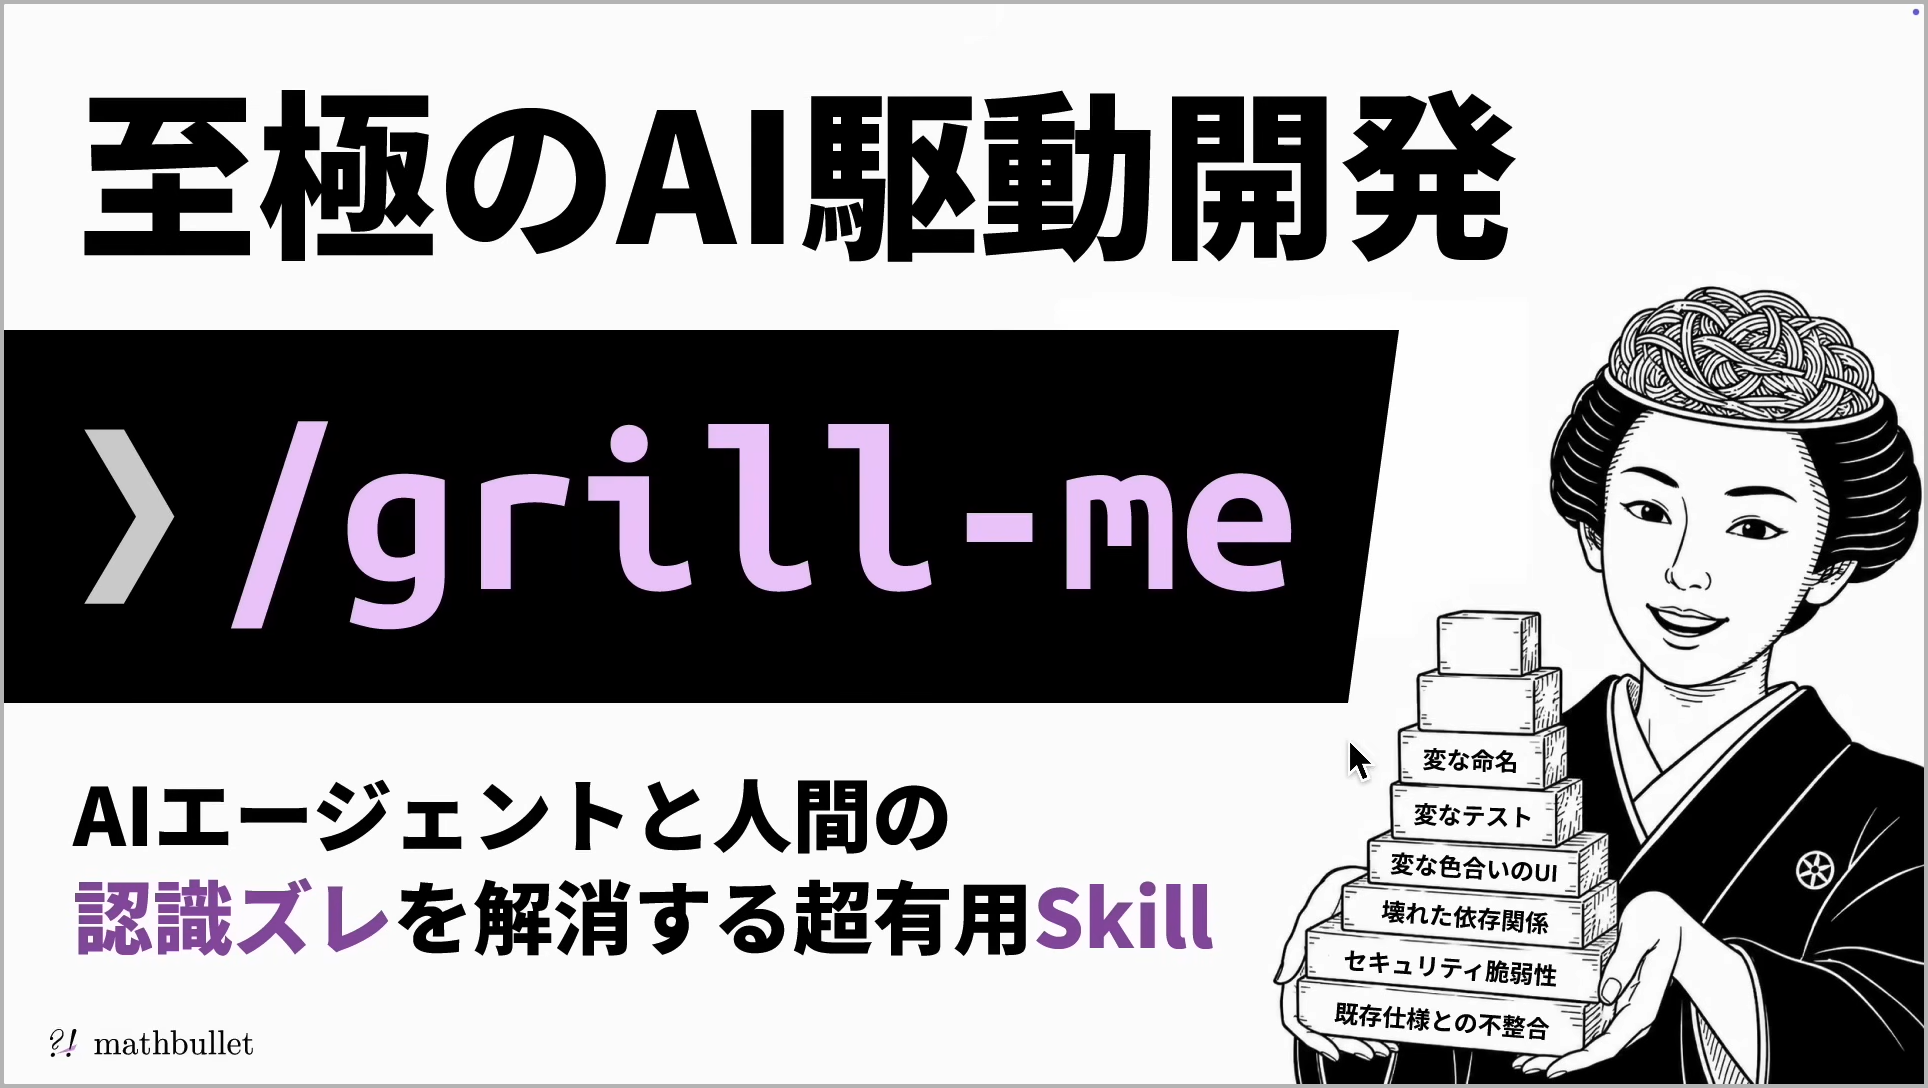 至極のAI駆動開発
❯ /grill-me
AIエージェントと人間の
認識ズレを解消する超有用Skill
変な命名
変なテスト
変な色合いのUI
壊れた依存関係
セキュリティ脆弱性
既存仕様との不整合
?! mathbullet